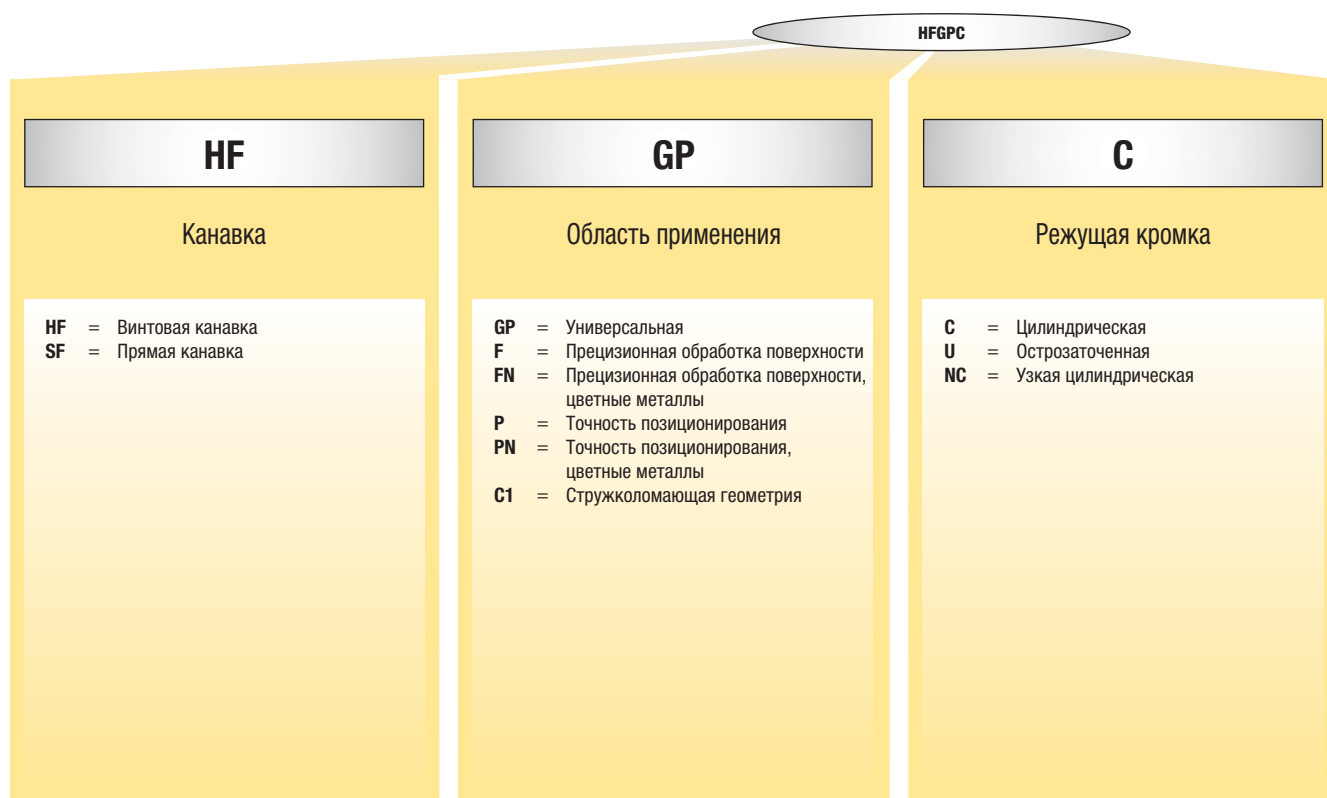 HFGPC
HF
Канавка
HF = Винтовая канавка
SF = Прямая канавка
GP
Область применения
GP = Универсальная
F = Прецизионная обработка поверхности
FN = Прецизионная обработка поверхности,
цветные металлы
P = Точность позиционирования
PN = Точность позиционирования,
цветные металлы
C1 = Стружколомающая геометрия
C
Режущая кромка
C = Цилиндрическая
U = Острозаточенная
NC = Узкая цилиндрическая